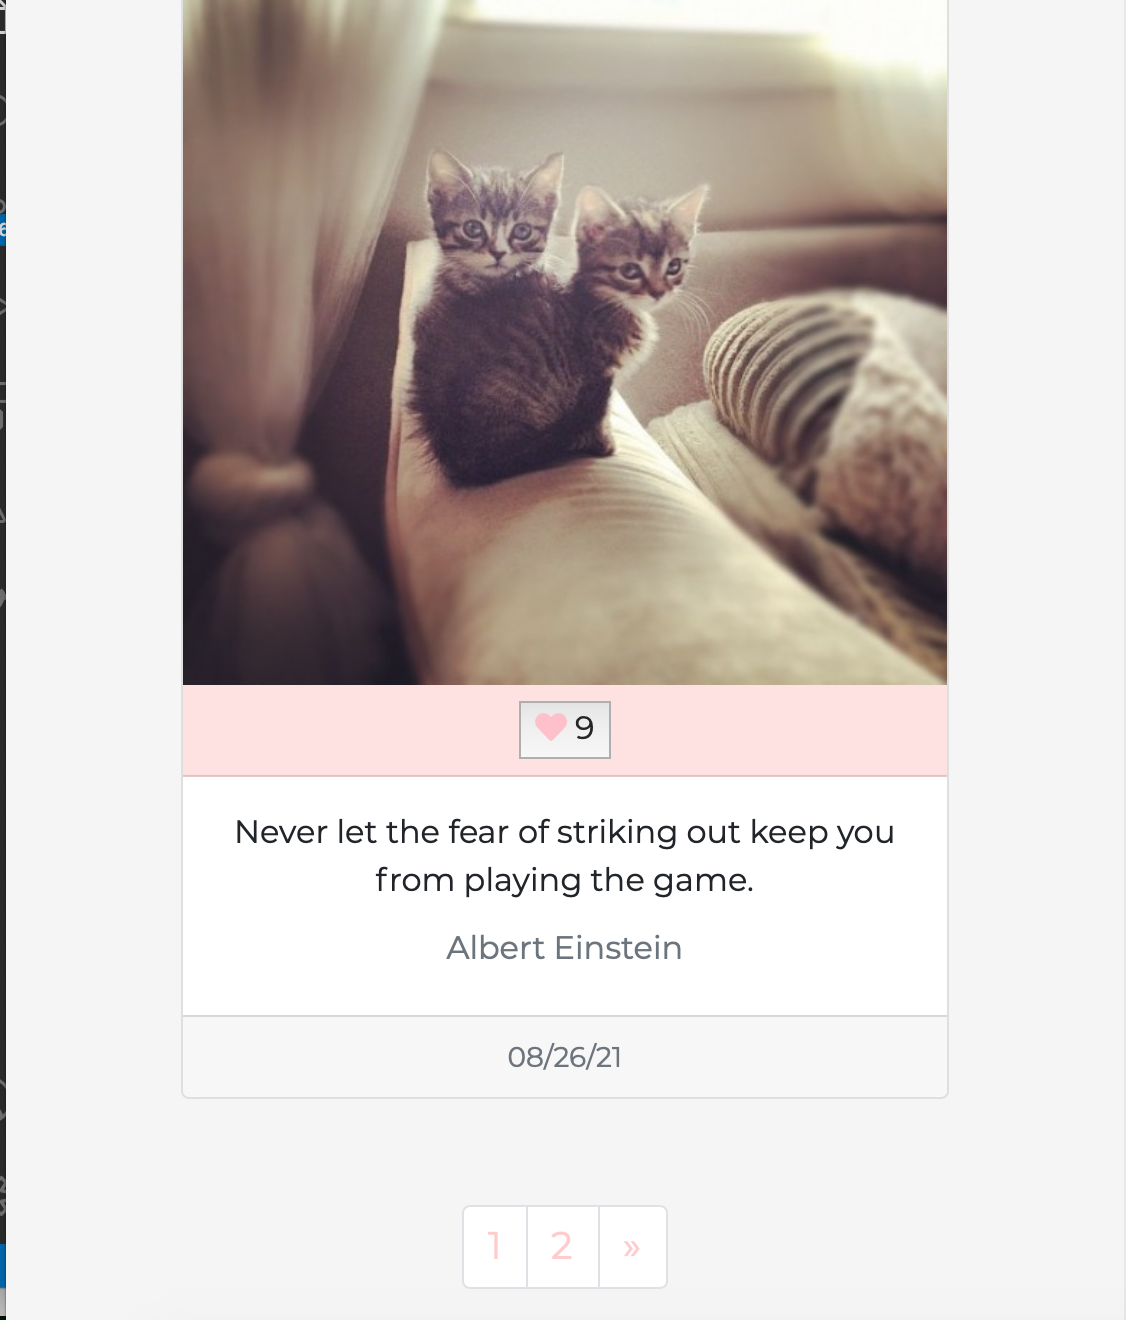 9
Never let the fear of striking out keep you
from playing the game.
Albert Einstein
08/26/21
1 2 »